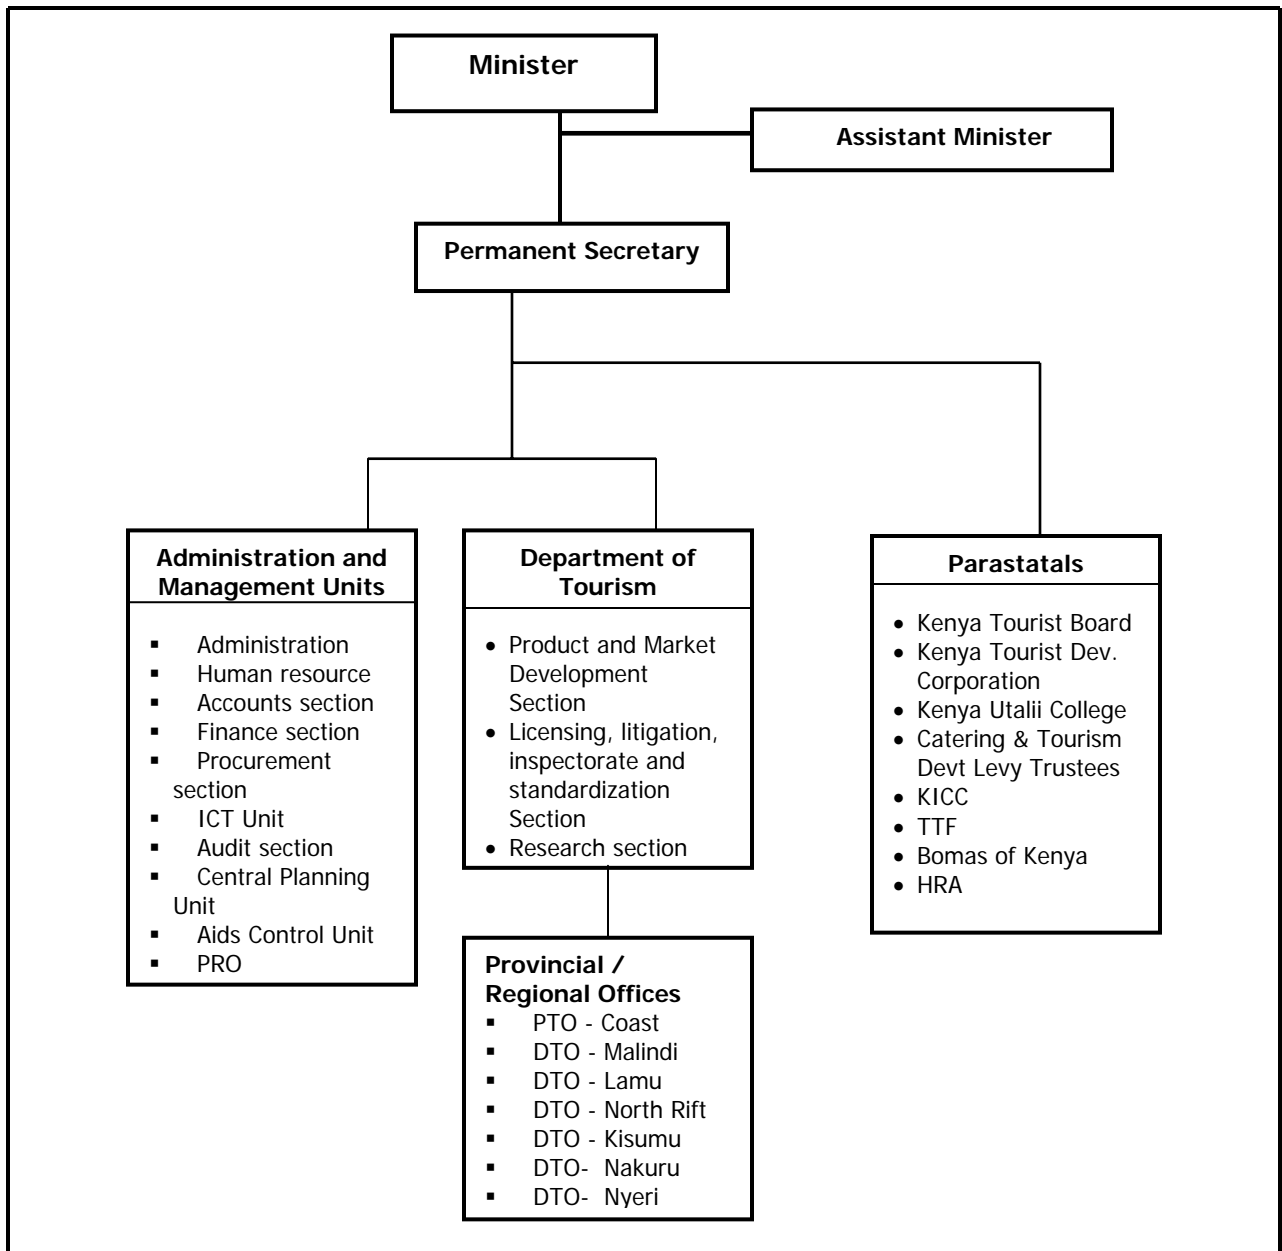 Minister
Assistant Minister
Permanent Secretary
Administration and
Management Units
▪ Administration
▪ Human resource
▪ Accounts section
▪ Finance section
▪ Procurement
section
▪ ICT Unit
▪ Audit section
▪ Central Planning
Unit
▪ Aids Control Unit
▪ PRO
Department of
Tourism
• Product and Market
Development
Section
• Licensing, litigation,
inspectorate and
standardization
Section
• Research section
Provincial /
Regional Offices
▪ PTO - Coast
▪ DTO - Malindi
▪ DTO - Lamu
▪ DTO - North Rift
▪ DTO - Kisumu
▪ DTO- Nakuru
▪ DTO- Nyeri
Parastatals
• Kenya Tourist Board
• Kenya Tourist Dev.
Corporation
• Kenya Utalii College
• Catering & Tourism
Devt Levy Trustees
• KICC
• TTF
• Bomas of Kenya
• HRA